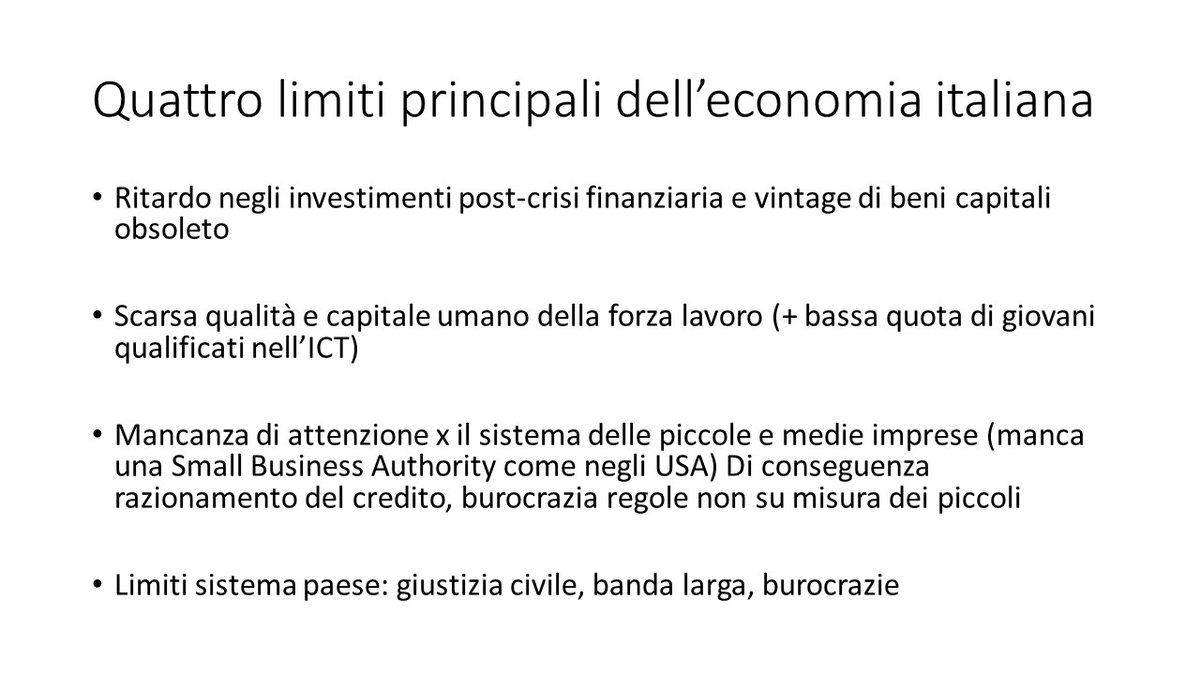 Quattro limiti principali dell’economia italiana
• Ritardo negli investimenti post-crisi finanziaria e vintage di beni capitali
obsoleto
• Scarsa qualità e capitale umano della forza lavoro (+ bassa quota di giovani
qualificati nell’ICT)
• Mancanza di attenzione x il sistema delle piccole e medie imprese (manca
una Small Business Authority come negli USA) Di conseguenza
razionamento del credito, burocrazia regole non su misura dei piccoli
• Limiti sistema paese: giustizia civile, banda larga, burocrazie